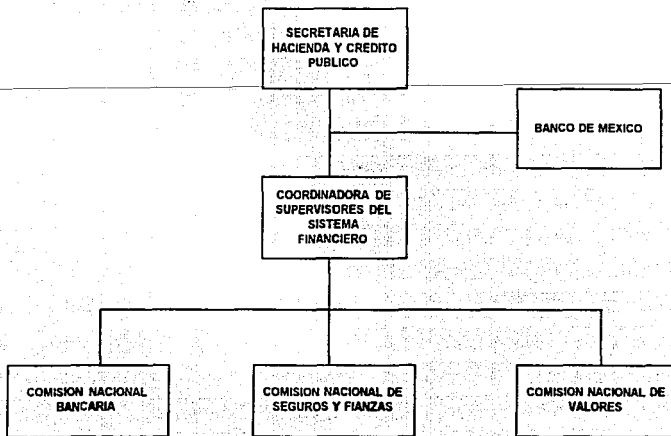 SECRETARIA DE
HACIENDA Y CREDITO
PUBLICO
BANCO DE MEXICO
COORDINADORA DE
SUPERVISORES DEL
SISTEMA
FINANCIERO
COMISION NACIONAL
BANCARIA
COMISION NACIONAL DE
SEGUROS Y FIANZAS
COMISION NACIONAL DE
VALORES